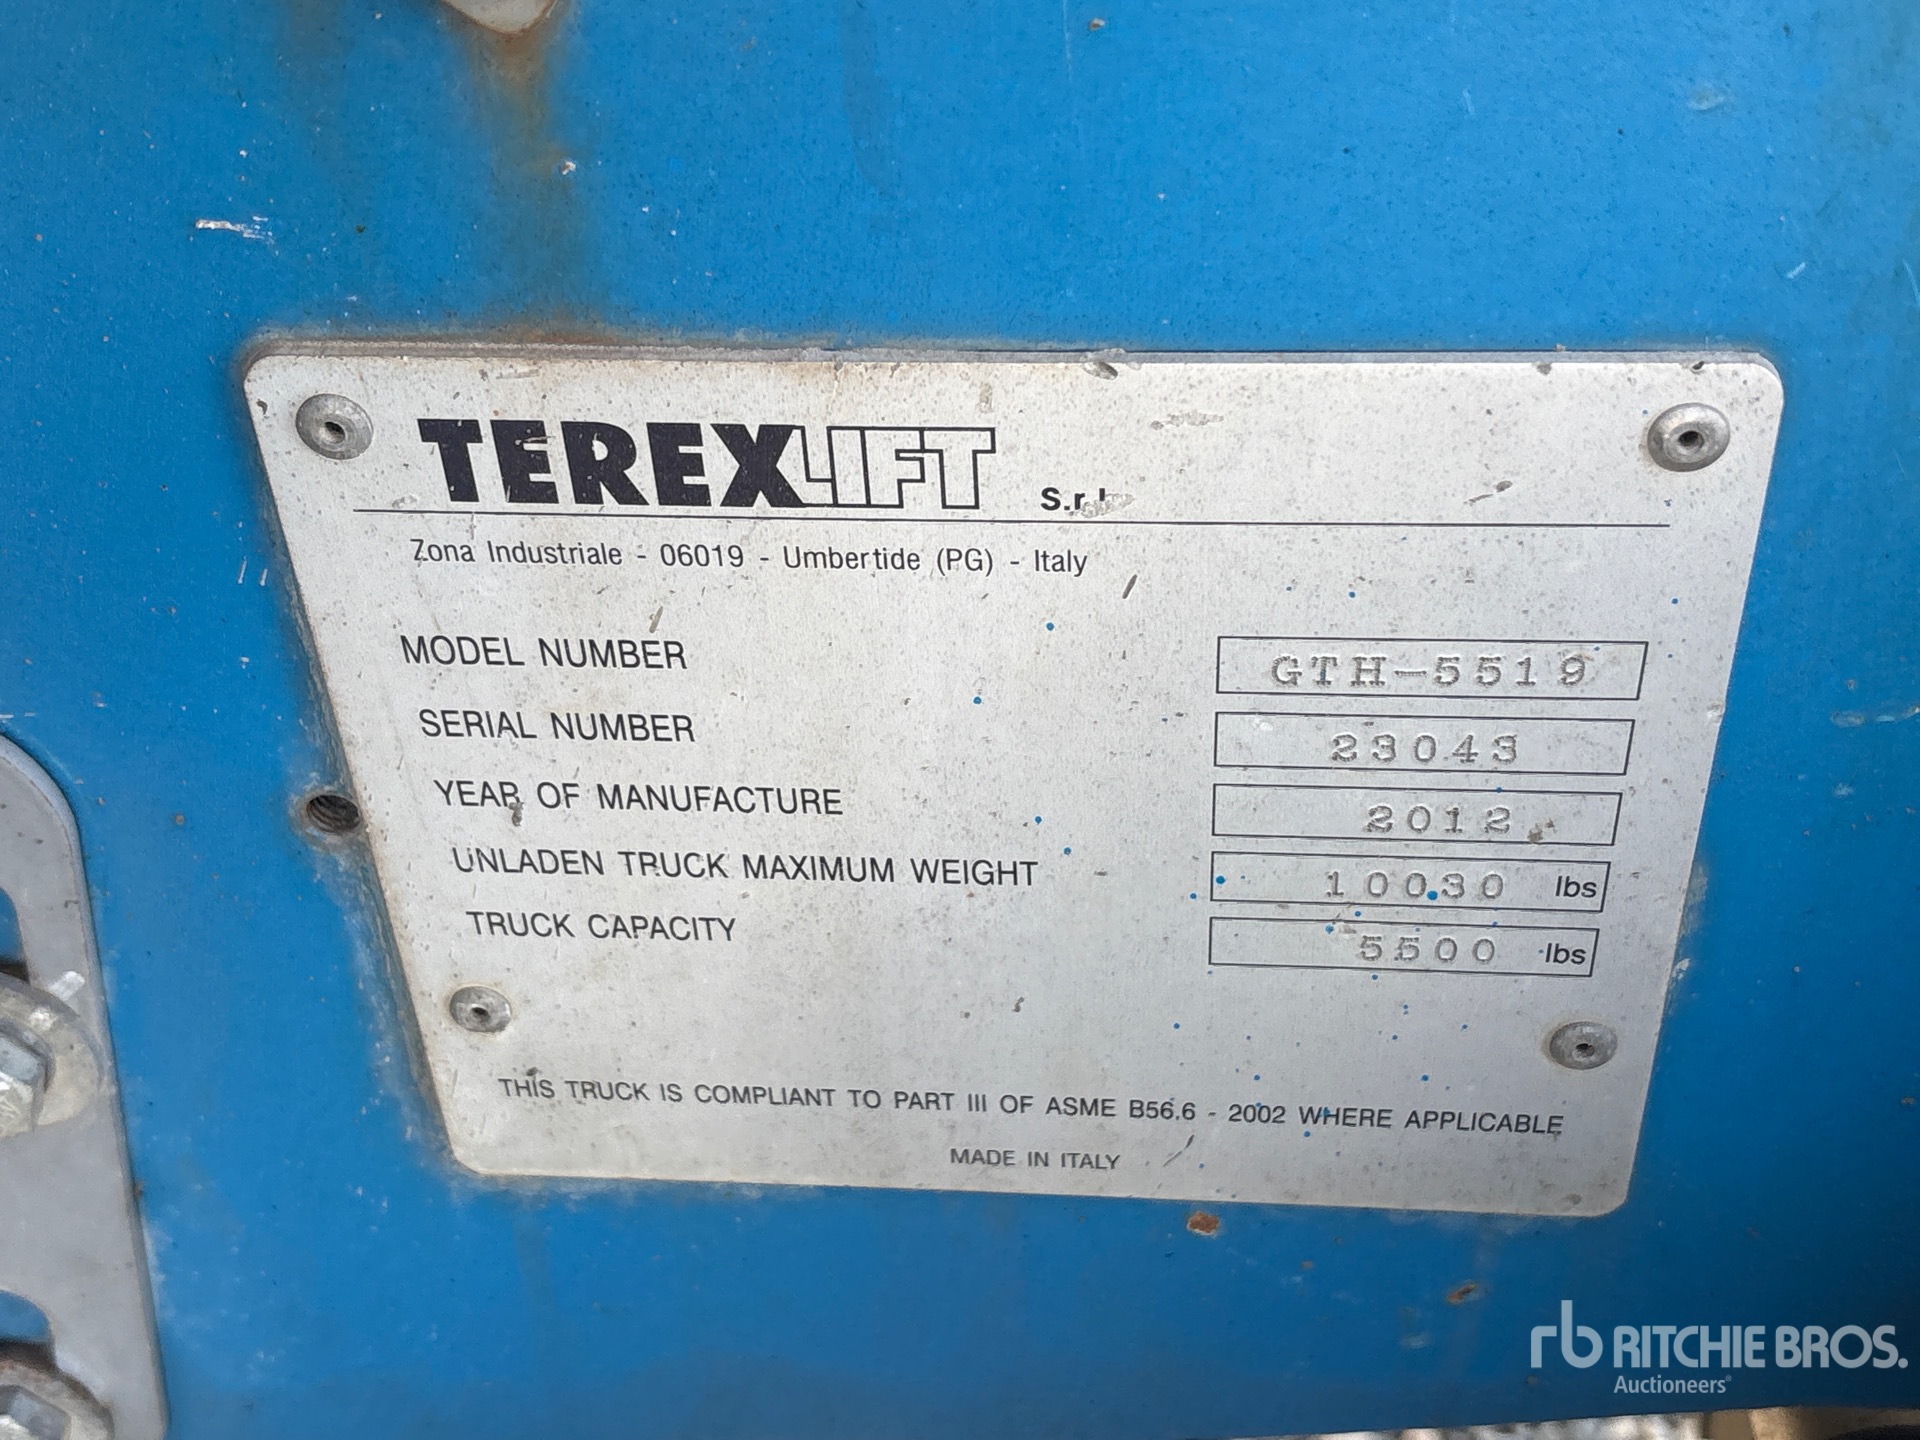 TEREXLIFT S.r.l.
Zona Industriale - 06019 - Umbertide (PG) - Italy
MODEL NUMBER GTH-5519
SERIAL NUMBER 23043
YEAR OF MANUFACTURE 2012
UNLADEN TRUCK MAXIMUM WEIGHT 10030 lbs
TRUCK CAPACITY 5500 lbs
THIS TRUCK IS COMPLIANT TO PART III OF ASME B56.6 - 2002 WHERE APPLICABLE
MADE IN ITALY
rb RITCHIE BROS.
Auctioneers®